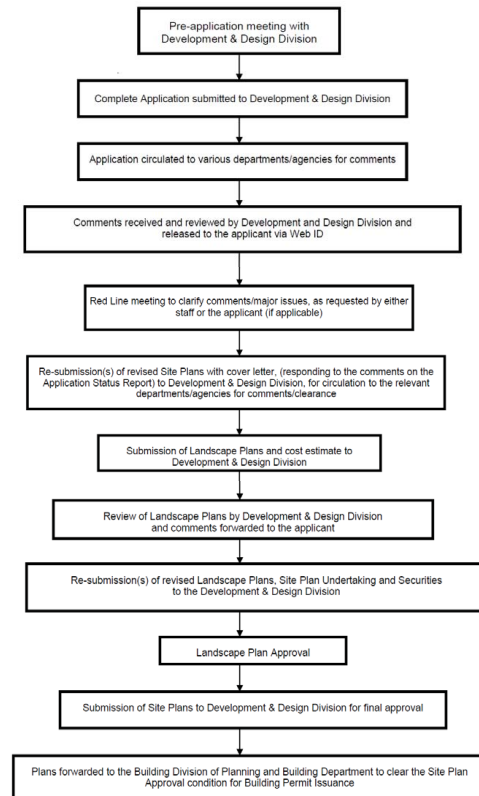 Pre-application meeting with
Development & Design Division
Complete Application submitted to Development & Design Division
Application circulated to various departments/agencies for comments
Comments received and reviewed by Development and Design Division and
released to the applicant via Web ID
Red Line meeting to clarify comments/major issues, as requested by either
staff or the applicant (if applicable)
Re-submission(s) of revised Site Plans with cover letter, (responding to the comments on the
Application Status Report) to Development & Design Division, for circulation to the relevant
departments/agencies for comments/clearance
Submission of Landscape Plans and cost estimate to
Development & Design Division
Review of Landscape Plans by Development & Design Division
and comments forwarded to the applicant
Re-submission(s) of revised Landscape Plans, Site Plan Undertaking and Securities
to the Development & Design Division
Landscape Plan Approval
Submission of Site Plans to Development & Design Division for final approval
Plans forwarded to the Building Division of Planning and Building Department to clear the Site Plan
Approval condition for Building Permit Issuance